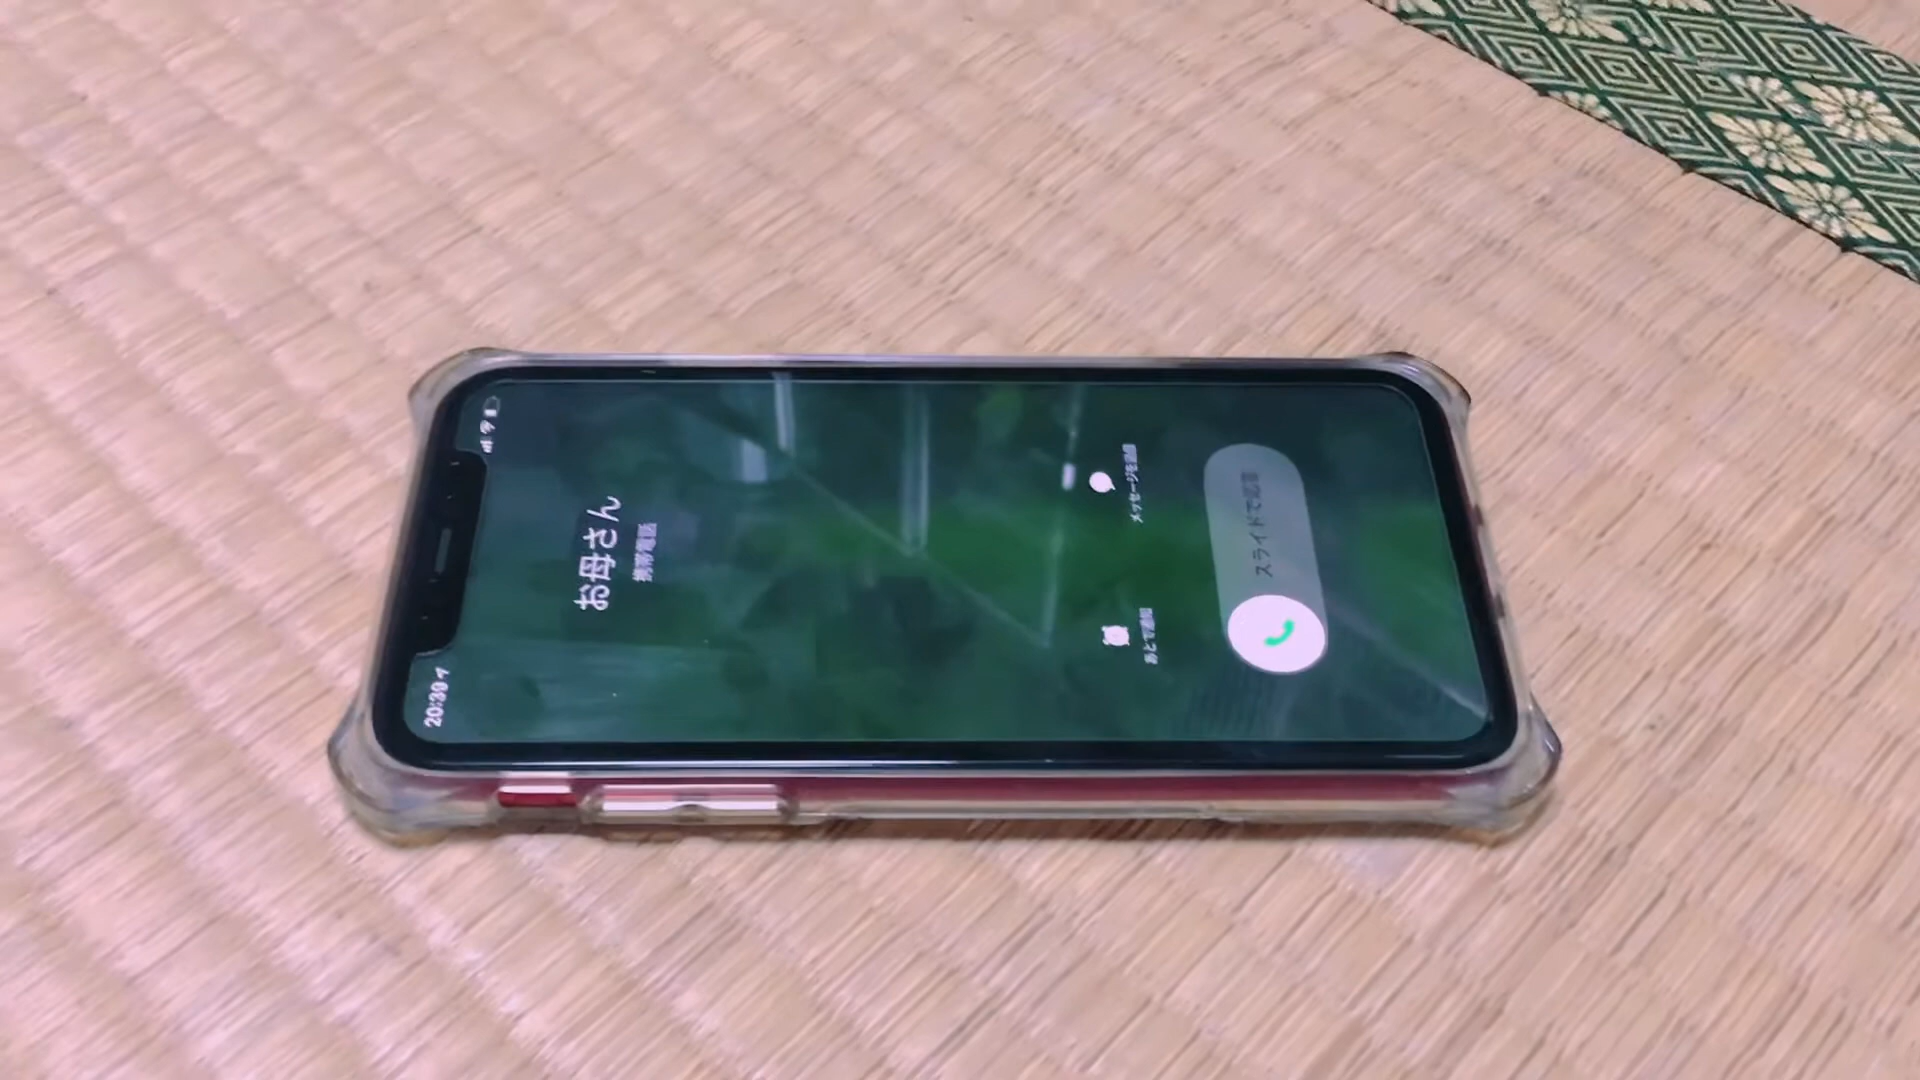 20:39
お母さん
携帯電話
あとで通知
メッセージを送信
スライドで応答